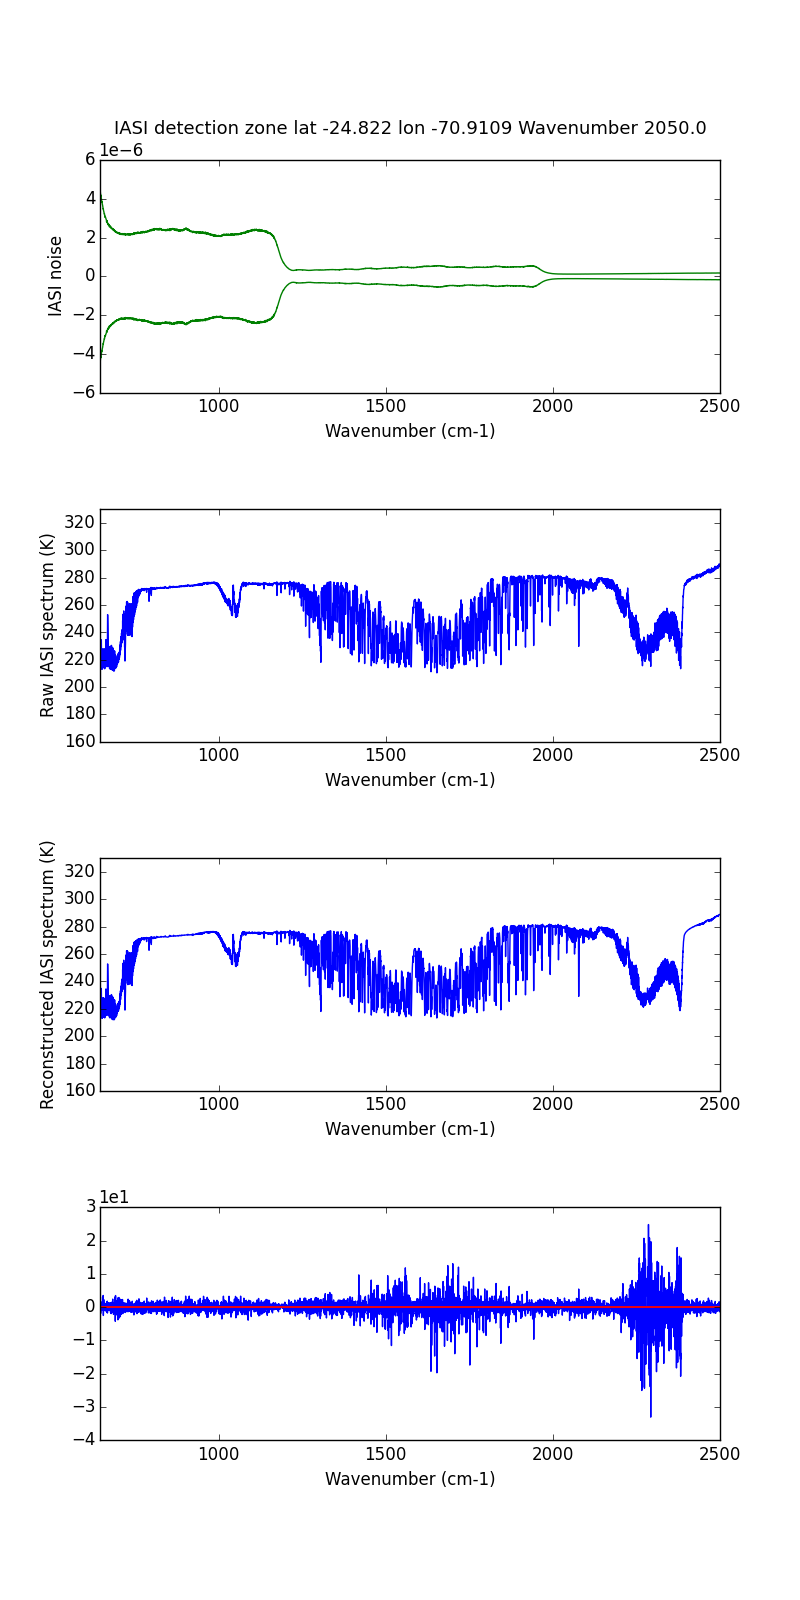 IASI detection zone lat -24.822 lon -70.9109 Wavenumber 2050.0
1e−6
6
4
2
0
−2
−4
−6
IASI noise
1000 1500 2000 2500
Wavenumber (cm-1)
320
300
280
260
240
220
200
180
160
Raw IASI spectrum (K)
1000 1500 2000 2500
Wavenumber (cm-1)
320
300
280
260
240
220
200
180
160
Reconstructed IASI spectrum (K)
1000 1500 2000 2500
Wavenumber (cm-1)
1e1
3
2
1
0
−1
−2
−3
−4
1000 1500 2000 2500
Wavenumber (cm-1)